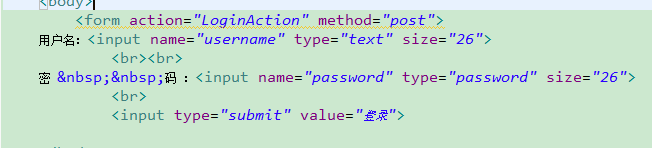 <body>
<form action="LoginAction" method="post">
用户名：<input name="username" type="text" size="26">
<br><br>
密 &nbsp;&nbsp;码 ：<input name="password" type="password" size="26">
<br>
<input type="submit" value="登录">